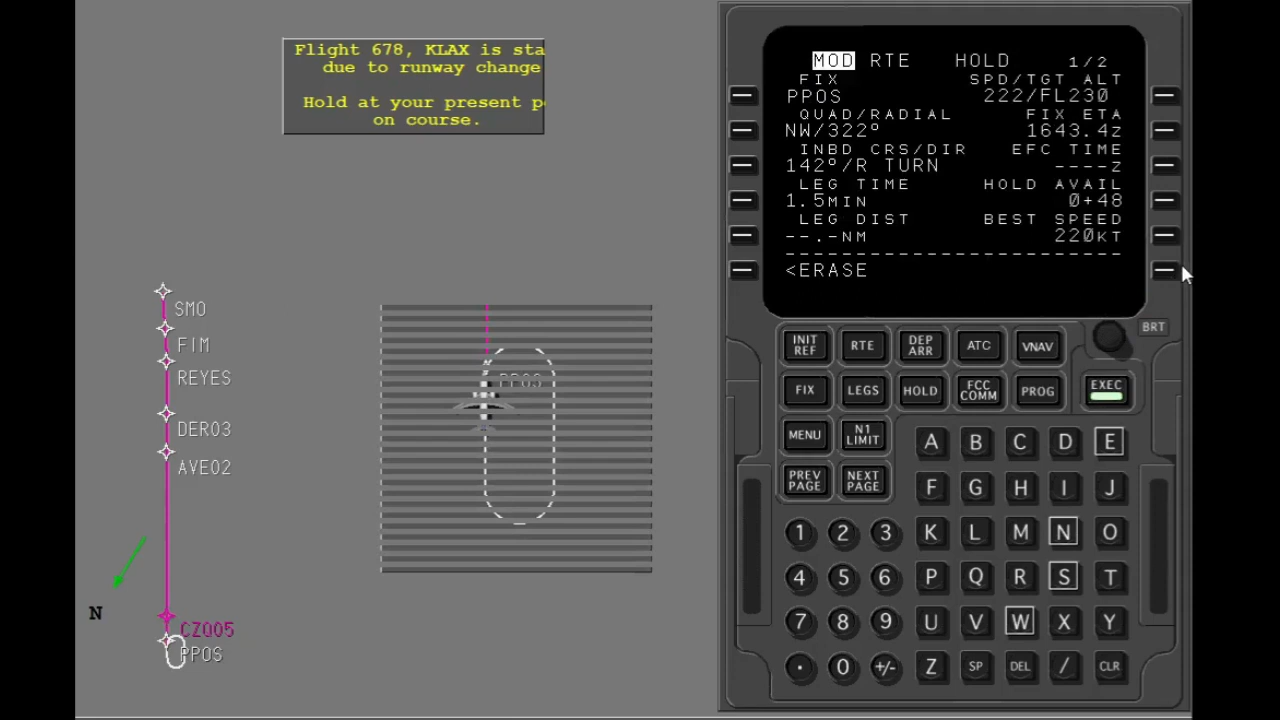 Flight 678, KLAX is sta
due to runway change
Hold at your present p
on course.
MOD RTE HOLD 1/2
FIX SPD/TGT ALT
PPOS 222/FL230
QUAD/RADIAL FIX ETA
NW/322° 1643.4z
INBD CRS/DIR EFC TIME
142°/R TURN ----z
LEG TIME HOLD AVAIL
1.5MIN 0+48
LEG DIST BEST SPEED
--.-NM 220KT
------------------------
<ERASE
SMO
FIM
REYES
DER03
AVE02
N
CZQ05
PPOS
PPOS
BRT
INIT REF
RTE
DEP ARR
ATC
VNAV
FIX
LEGS
HOLD
FCC COMM
PROG
EXEC
MENU
N1 LIMIT
PREV PAGE
NEXT PAGE
A B C D E
F G H I J
1 2 3 K L M N O
4 5 6 P Q R S T
7 8 9 U V W X Y
. 0 +/- Z SP DEL / CLR